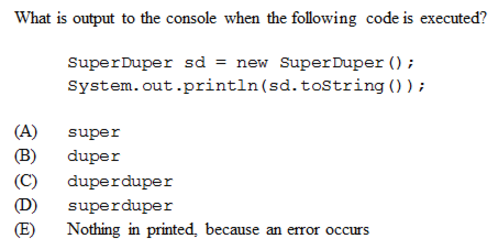 What is output to the console when the following code is executed?
SuperDuper sd = new SuperDuper();
System.out.println(sd.toString());
(A) super
(B) duper
(C) duperduper
(D) superduper
(E) Nothing in printed, because an error occurs